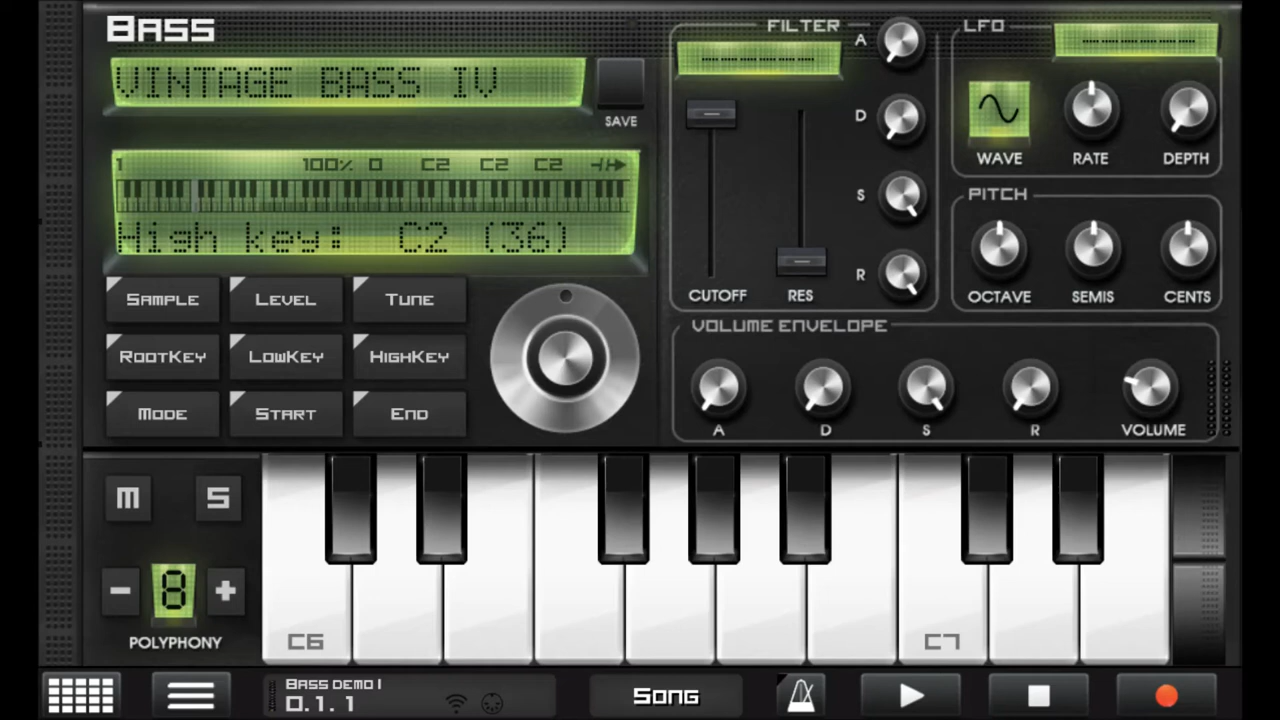 BASS
VINTAGE BASS IV
SAVE
1 100% 0 C2 C2 C2
High key: C2 (36)
SAMPLE LEVEL TUNE
ROOTKEY LOWKEY HIGHKEY
MODE START END
FILTER
A
D
S
R
CUTOFF RES
LFO
WAVE RATE DEPTH
PITCH
OCTAVE SEMIS CENTS
VOLUME ENVELOPE
A D S R VOLUME
M S
8
POLYPHONY
C6 C7
BASS DEMO 1
0.1. 1
SONG